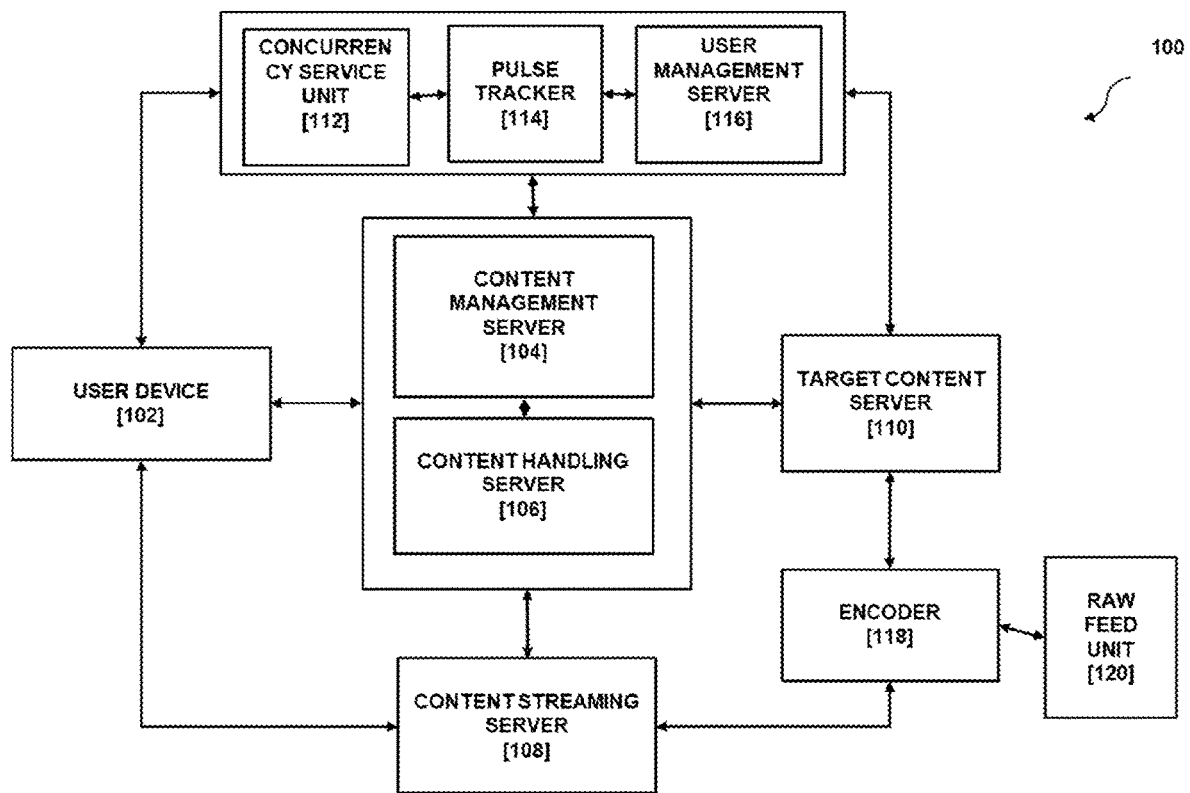 CONCURREN
CY SERVICE
UNIT
[112]
PULSE
TRACKER
[114]
USER
MANAGEMENT
SERVER
[116]
100
CONTENT
MANAGEMENT
SERVER
[104]
USER DEVICE
[102]
TARGET CONTENT
SERVER
[110]
CONTENT HANDLING
SERVER
[106]
ENCODER
[118]
RAW
FEED
UNIT
[120]
CONTENT STREAMING
SERVER
[108]